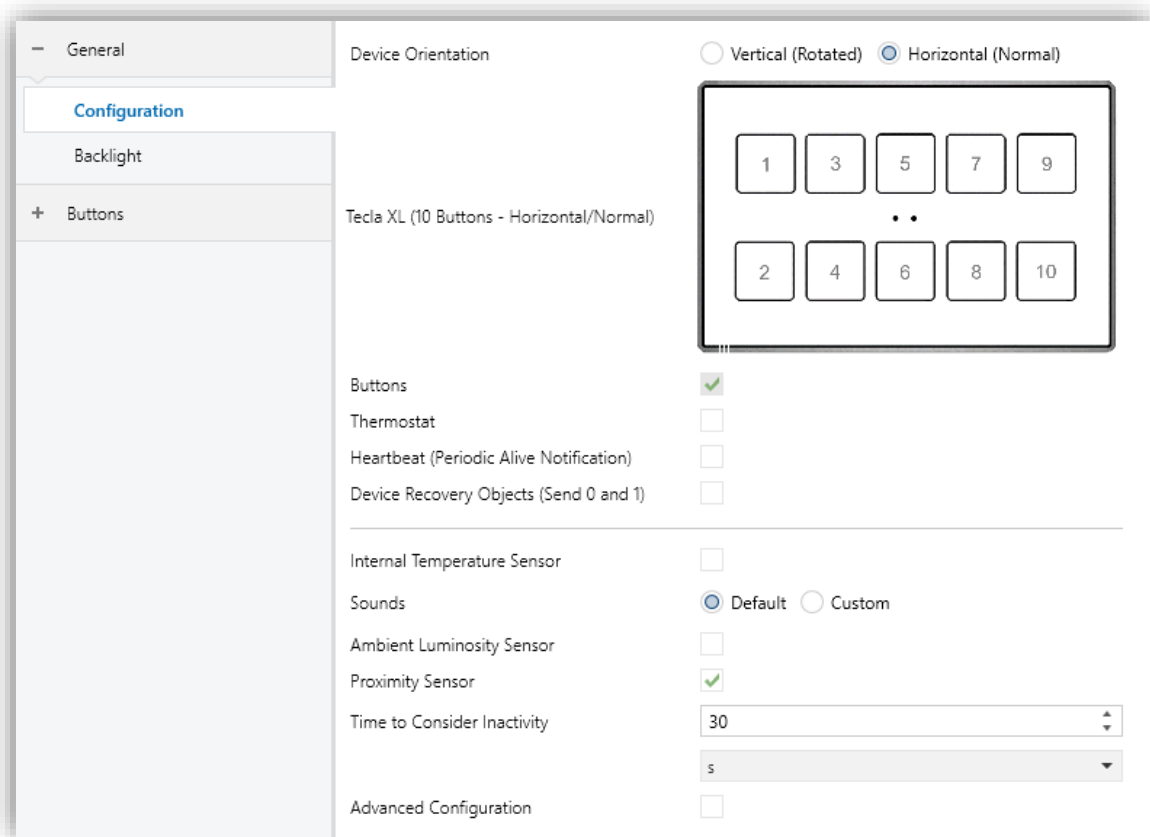 − General
Configuration
Backlight
+ Buttons
Device Orientation Vertical (Rotated) Horizontal (Normal)
1 3 5 7 9
Tecla XL (10 Buttons - Horizontal/Normal)
2 4 6 8 10
Buttons
Thermostat
Heartbeat (Periodic Alive Notification)
Device Recovery Objects (Send 0 and 1)
Internal Temperature Sensor
Sounds Default Custom
Ambient Luminosity Sensor
Proximity Sensor
Time to Consider Inactivity 30
s
Advanced Configuration